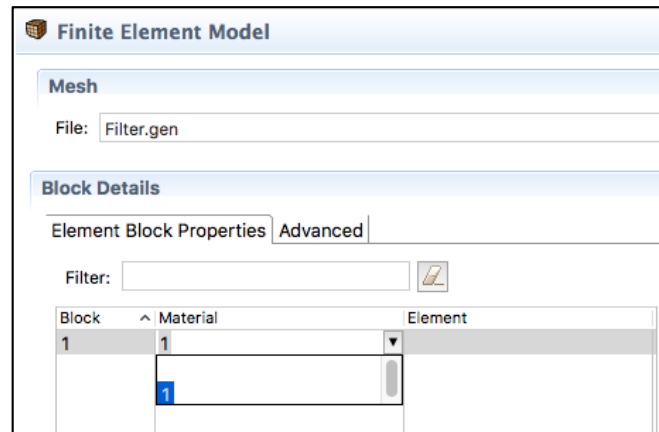 Finite Element Model
Mesh
File: Filter.gen
Block Details
Element Block Properties Advanced
Filter:
Block Material Element
1 1
1